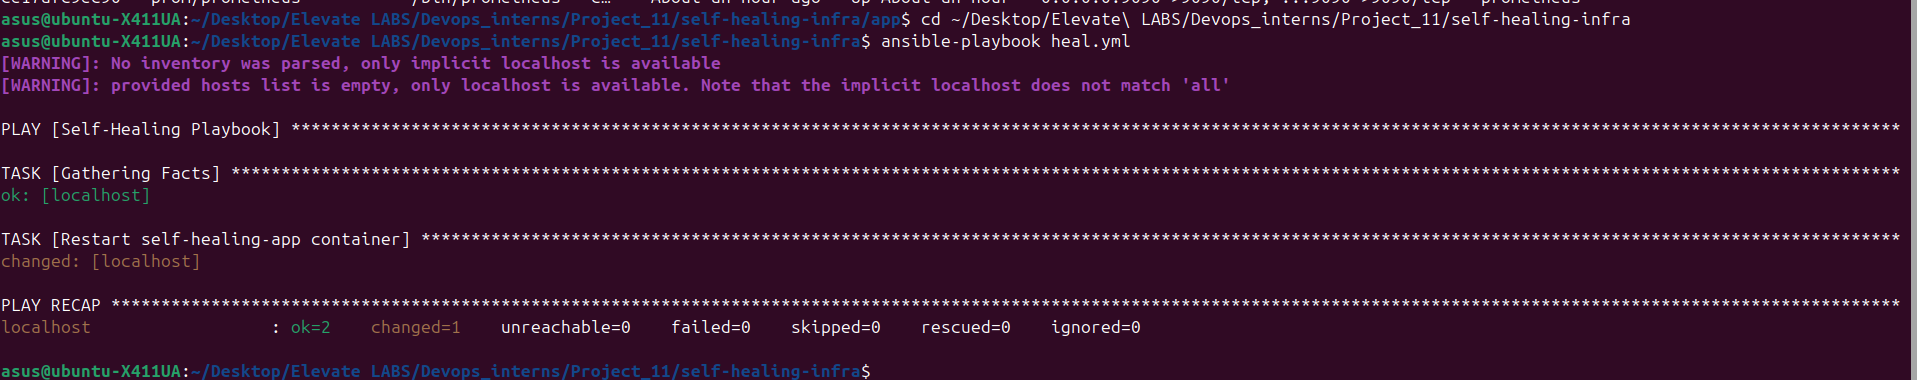 asus@ubuntu-X411UA:~/Desktop/Elevate LABS/Devops_interns/Project_11/self-healing-infra/app$ cd ~/Desktop/Elevate\ LABS/Devops_interns/Project_11/self-healing-infra
asus@ubuntu-X411UA:~/Desktop/Elevate LABS/Devops_interns/Project_11/self-healing-infra$ ansible-playbook heal.yml
[WARNING]: No inventory was parsed, only implicit localhost is available
[WARNING]: provided hosts list is empty, only localhost is available. Note that the implicit localhost does not match 'all'
PLAY [Self-Healing Playbook] *****************************************************************************************************************************************************************
TASK [Gathering Facts] ***********************************************************************************************************************************************************************
ok: [localhost]
TASK [Restart self-healing-app container] ****************************************************************************************************************************************************
changed: [localhost]
PLAY RECAP ***********************************************************************************************************************************************************************************
localhost                  : ok=2    changed=1    unreachable=0    failed=0    skipped=0    rescued=0    ignored=0
asus@ubuntu-X411UA:~/Desktop/Elevate LABS/Devops_interns/Project_11/self-healing-infra$